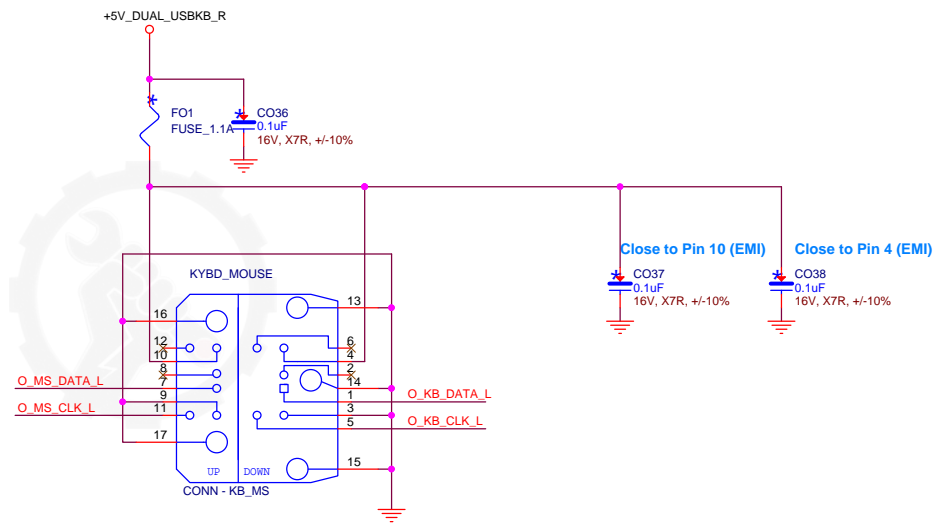 +5V_DUAL_USBKB_R
FO1
FUSE_1.1A
CO36
0.1uF
16V, X7R, +/-10%
Close to Pin 10 (EMI)
Close to Pin 4 (EMI)
CO37
0.1uF
16V, X7R, +/-10%
CO38
0.1uF
16V, X7R, +/-10%
KYBD_MOUSE
16
13
12
10
6
4
8
7
2
14
O_MS_DATA_L
9
1
O_KB_DATA_L
O_MS_CLK_L
11
3
5
O_KB_CLK_L
17
15
UP
DOWN
CONN - KB_MS